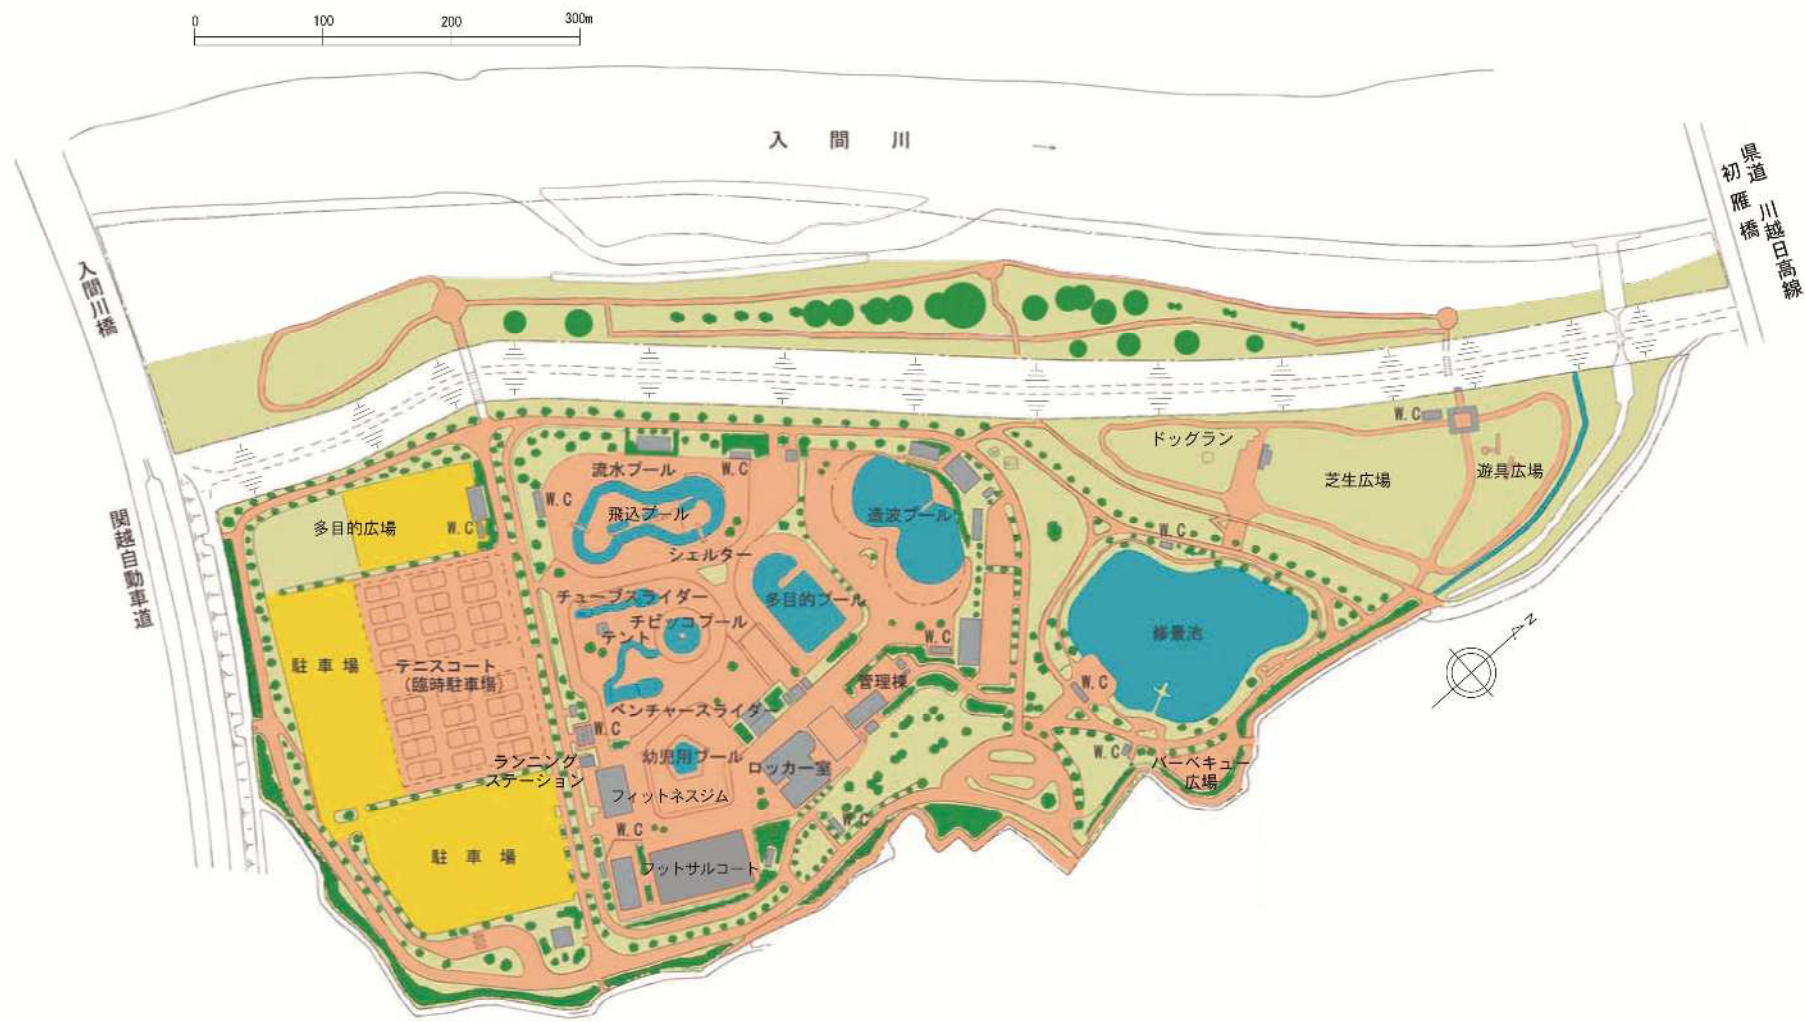 0 100 200 300m
入間川 →
県道 川越日高線
初雁橋
入間川橋
関越自動車道
W.C
ドッグラン
芝生広場
遊具広場
流水プール
W.C
W.C
飛込プール
造波プール
多目的広場
W.C
シェルター
W.C
チューブスライダー
多目的プール
チビッコプール
テント
修景池
W.C
駐車場
テニスコート
(臨時駐車場)
管理棟
W.C
ベンチャースライダー
W.C
幼児用プール
ロッカー室
W.C
バーベキュー
広場
ランニング
ステーション
フィットネスジム
W.C
W.C
駐車場
フットサルコート
N